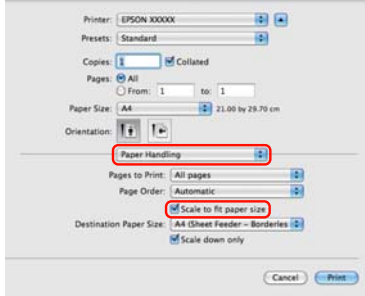 Printer: EPSON XXXXX
Presets: Standard
Copies: 1 Collated
Pages: All
From: 1 to: 1
Paper Size: A4 21.00 by 29.70 cm
Orientation:
Paper Handling
Pages to Print: All pages
Page Order: Automatic
Scale to fit paper size
Destination Paper Size: A4 (Sheet Feeder - Borderles
Scale down only
Cancel Print